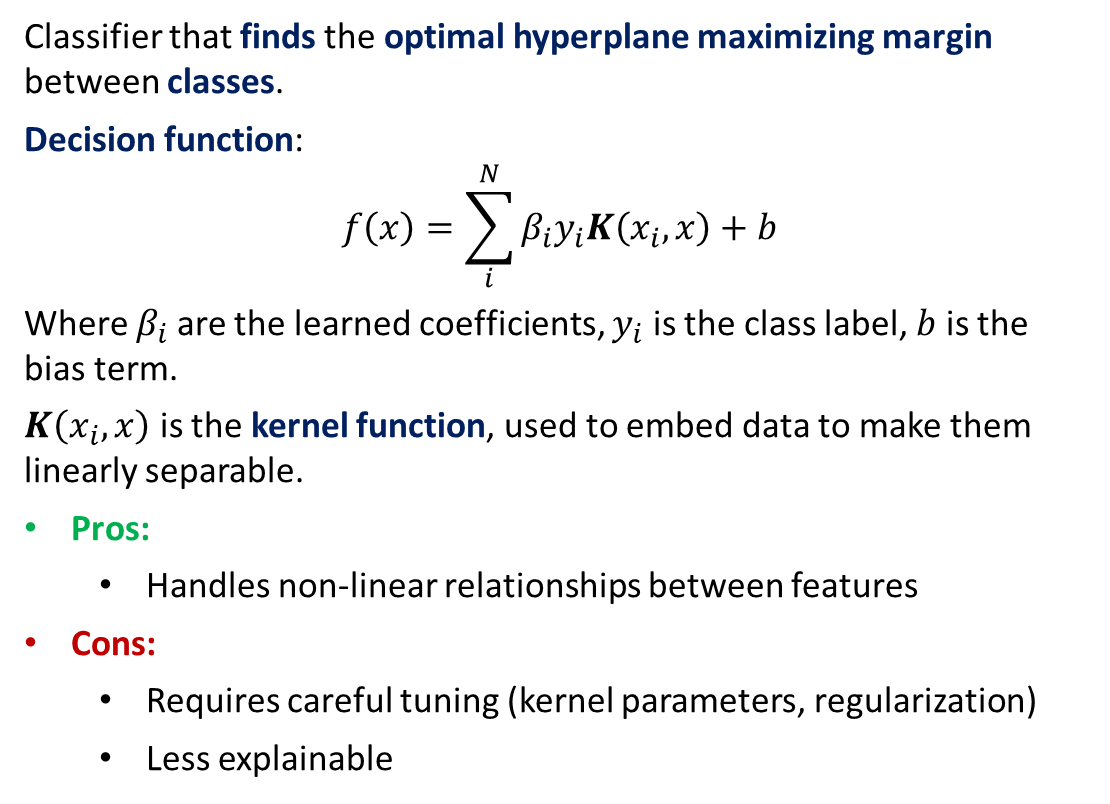 Classifier that finds the optimal hyperplane maximizing margin
between classes.
Decision function:
N
f(x) = ∑ βᵢyᵢK(xᵢ, x) + b
i
Where βᵢ are the learned coefficients, yᵢ is the class label, b is the
bias term.
K(xᵢ, x) is the kernel function, used to embed data to make them
linearly separable.
• Pros:
• Handles non-linear relationships between features
• Cons:
• Requires careful tuning (kernel parameters, regularization)
• Less explainable